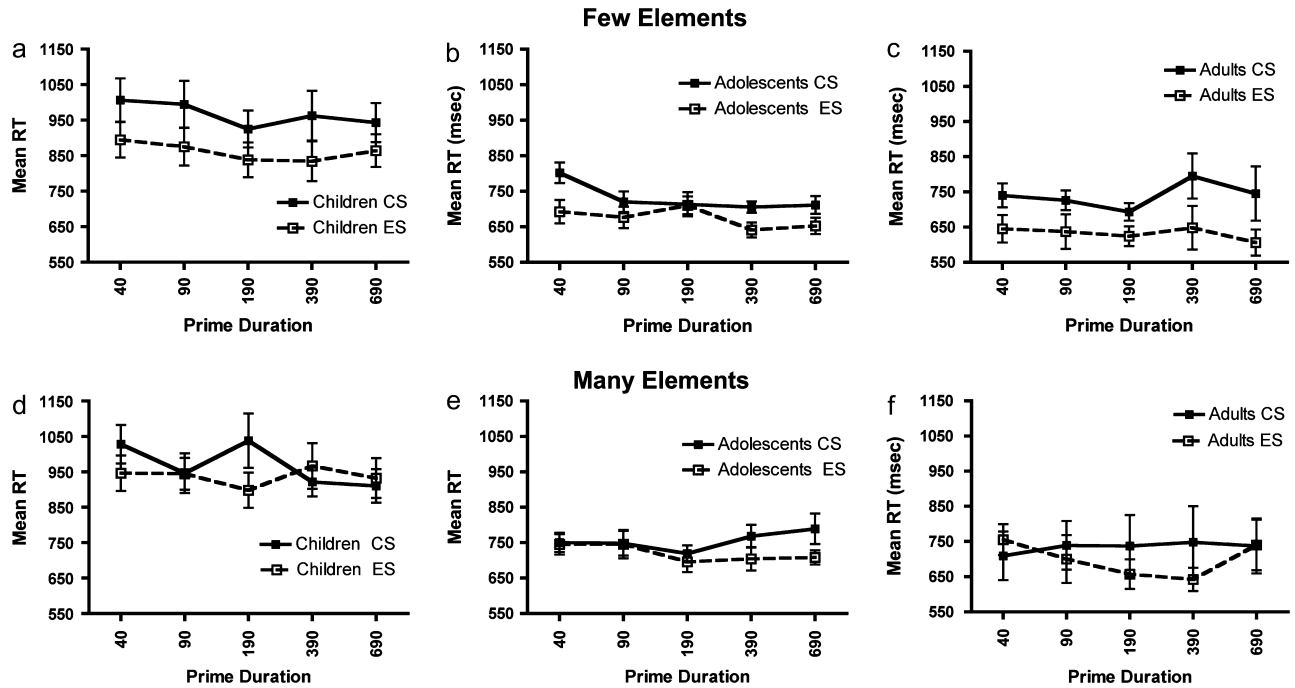 Few Elements
a
1150
1050
950
850
750
650
550
Mean RT
Children CS
Children ES
40
90
190
390
690
Prime Duration
b
1150
1050
950
850
750
650
550
Mean RT (msec)
Adolescents CS
Adolescents ES
40
90
190
390
690
Prime Duration
c
1150
1050
950
850
750
650
550
Mean RT (msec)
Adults CS
Adults ES
40
90
190
390
690
Prime Duration
Many Elements
d
1150
1050
950
850
750
650
550
Mean RT
Children CS
Children ES
40
90
190
390
690
Prime Duration
e
1150
1050
950
850
750
650
550
Mean RT
Adolescents CS
Adolescents ES
40
90
190
390
690
Prime Duration
f
1150
1050
950
850
750
650
550
Mean RT (msec)
Adults CS
Adults ES
40
90
190
390
690
Prime Duration